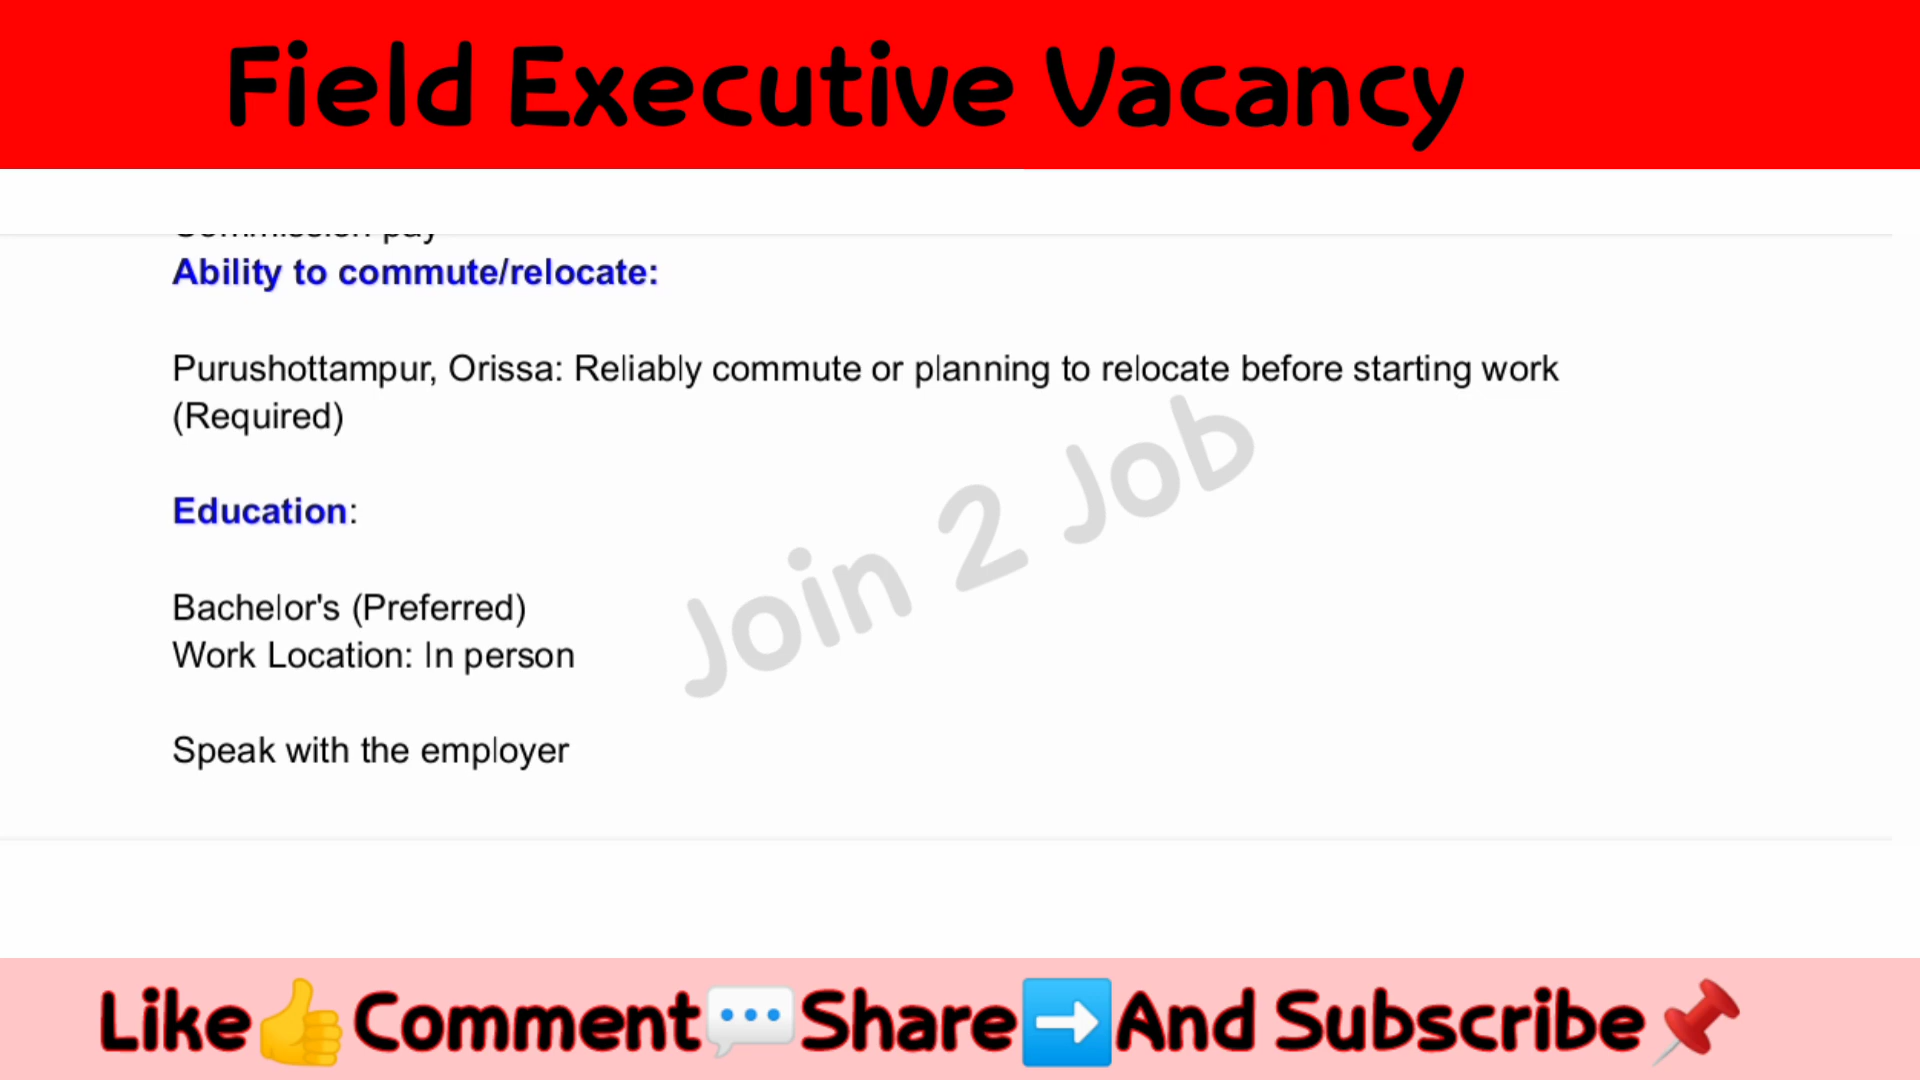 Field Executive Vacancy
Commission pay
Ability to commute/relocate:
Purushottampur, Orissa: Reliably commute or planning to relocate before starting work
(Required)
Education:
Bachelor's (Preferred)
Work Location: In person
Speak with the employer
Join 2 Job
Like👍Comment💬Share➡️And Subscribe📌